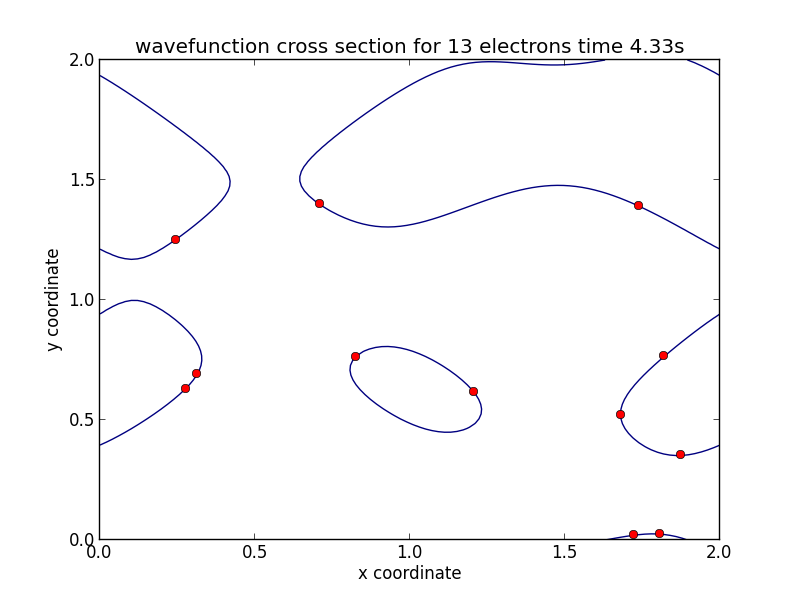 wavefunction cross section for 13 electrons time 4.33s
2.0
1.5
1.0
0.5
0.0
y coordinate
0.0 0.5 1.0 1.5 2.0
x coordinate